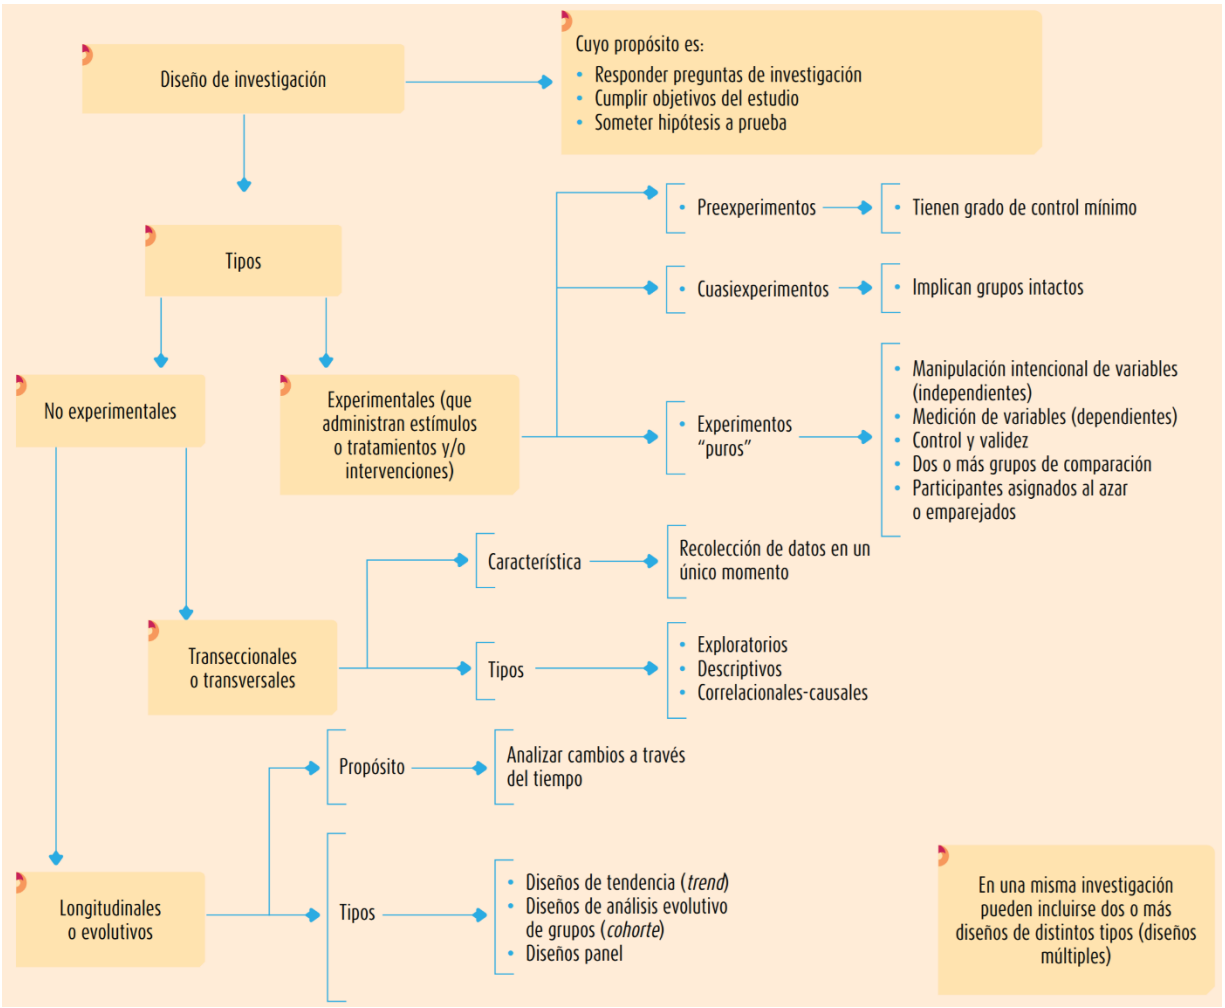 Diseño de investigación
Cuyo propósito es:
• Responder preguntas de investigación
• Cumplir objetivos del estudio
• Someter hipótesis a prueba
Tipos
• Preexperimentos
• Tienen grado de control mínimo
• Cuasiexperimentos
• Implican grupos intactos
No experimentales
Experimentales (que
administran estímulos
o tratamientos y/o
intervenciones)
• Experimentos
“puros”
• Manipulación intencional de variables
(independientes)
• Medición de variables (dependientes)
• Control y validez
• Dos o más grupos de comparación
• Participantes asignados al azar
o emparejados
Transeccionales
o transversales
Característica
Recolección de datos en un
único momento
Tipos
• Exploratorios
• Descriptivos
• Correlacionales-causales
Longitudinales
o evolutivos
Propósito
Analizar cambios a través
del tiempo
Tipos
• Diseños de tendencia (trend)
• Diseños de análisis evolutivo
de grupos (cohorte)
• Diseños panel
En una misma investigación
pueden incluirse dos o más
diseños de distintos tipos (diseños
múltiples)